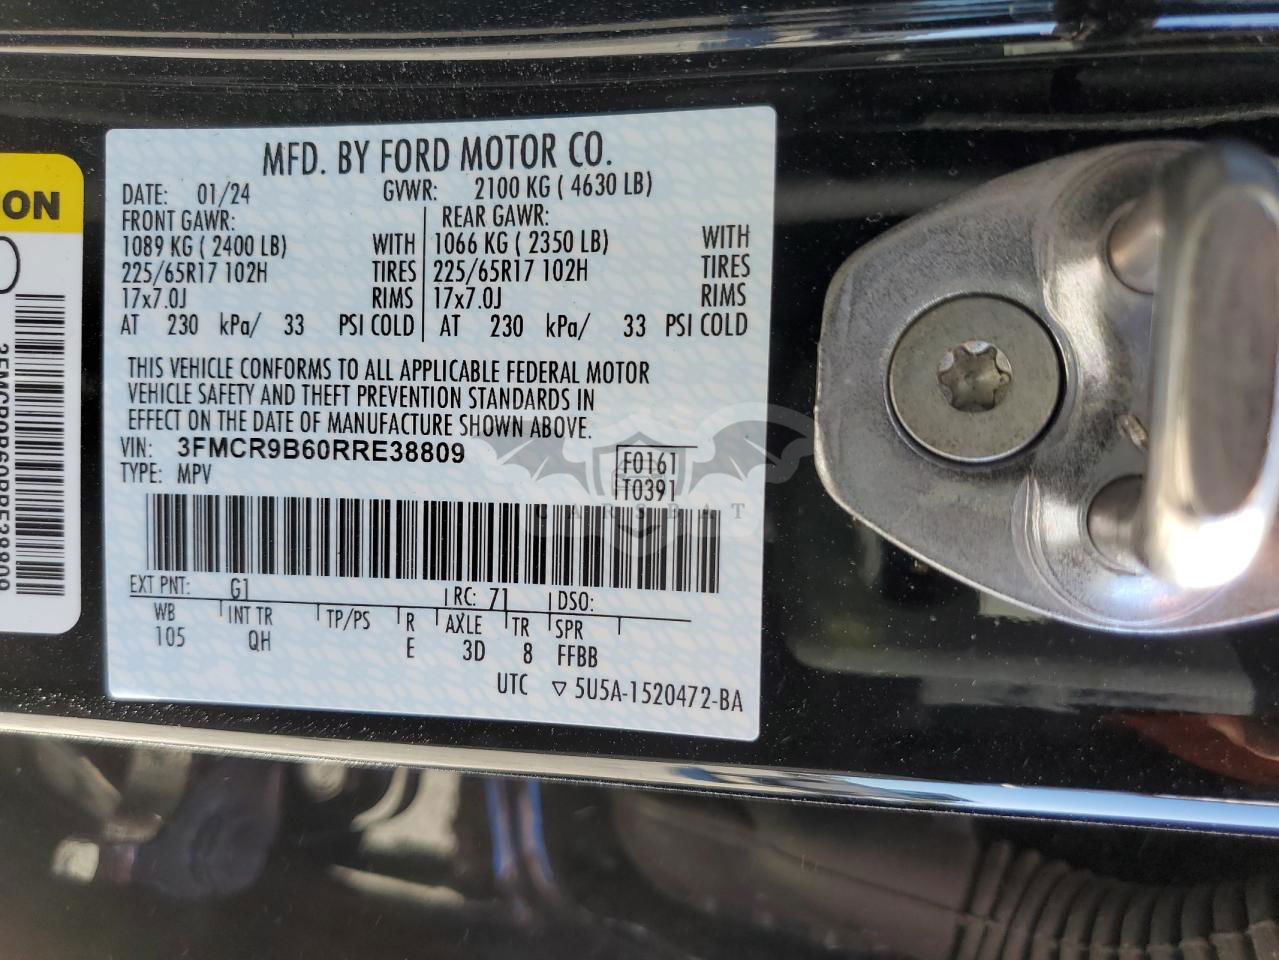 MFD. BY FORD MOTOR CO.
DATE: 01/24 GVWR: 2100 KG ( 4630 LB)
FRONT GAWR: REAR GAWR:
1089 KG ( 2400 LB) WITH 1066 KG ( 2350 LB) WITH
225/65R17 102H TIRES 225/65R17 102H TIRES
17x7.0J RIMS 17x7.0J RIMS
AT 230 kPa/ 33 PSI COLD AT 230 kPa/ 33 PSI COLD
THIS VEHICLE CONFORMS TO ALL APPLICABLE FEDERAL MOTOR
VEHICLE SAFETY AND THEFT PREVENTION STANDARDS IN
EFFECT ON THE DATE OF MANUFACTURE SHOWN ABOVE.
VIN: 3FMCR9B60RRE38809
F0161
TYPE: MPV
T0391
CARSBAT
EXT PNT: G1 RC: 71 DSO:
WB INT TR TP/PS R AXLE TR SPR
105 QH E 3D 8 FFBB
UTC ▽ 5U5A-1520472-BA
ION
3FMCR9B60RRE38809